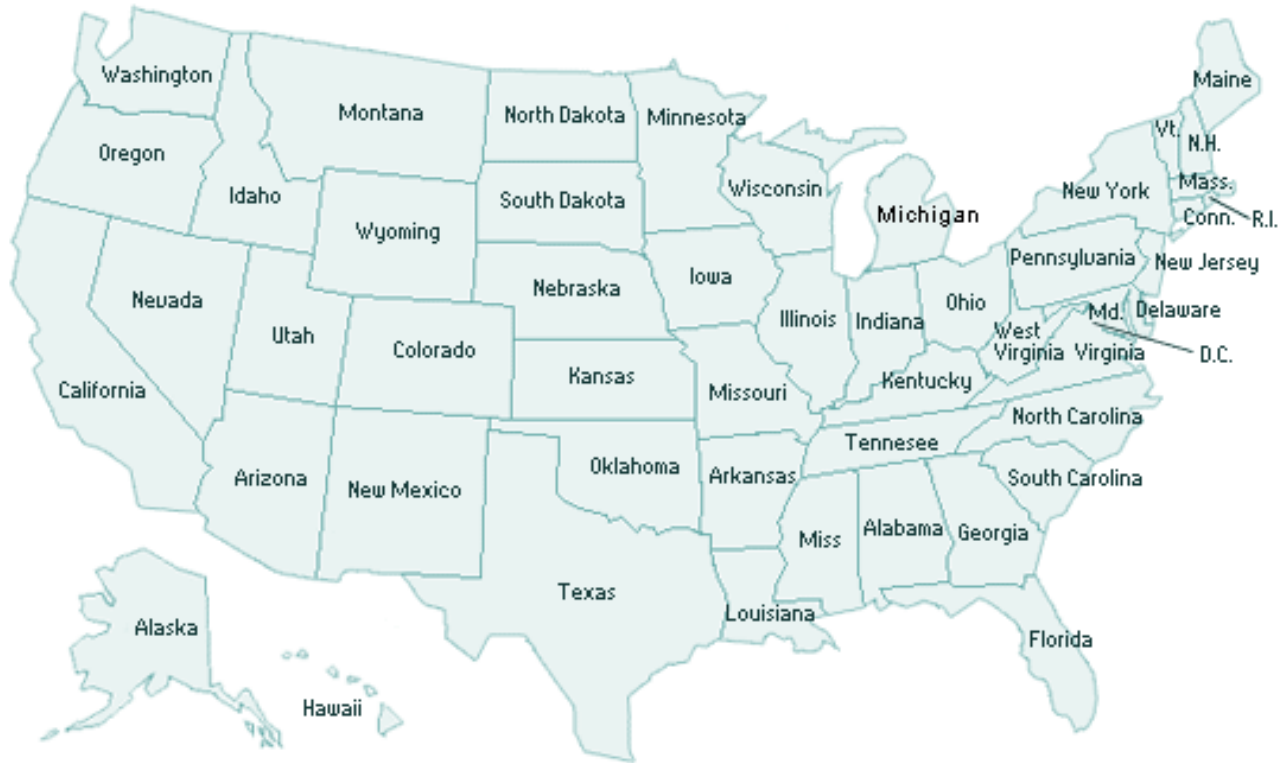 Washington
Montana
North Dakota
Minnesota
Maine
Oregon
Idaho
Vt.
N.H.
Wisconsin
South Dakota
Wyoming
Michigan
New York
Mass.
Conn.
R.I.
Nevada
Utah
Nebraska
Iowa
Pennsylvania
New Jersey
Illinois
Indiana
Ohio
Md.
Delaware
California
Colorado
Kansas
Missouri
West
Virginia
Virginia
D.C.
Kentucky
North Carolina
Tennesee
Arizona
New Mexico
Oklahoma
Arkansas
South Carolina
Miss
Alabama
Georgia
Texas
Louisiana
Florida
Alaska
Hawaii